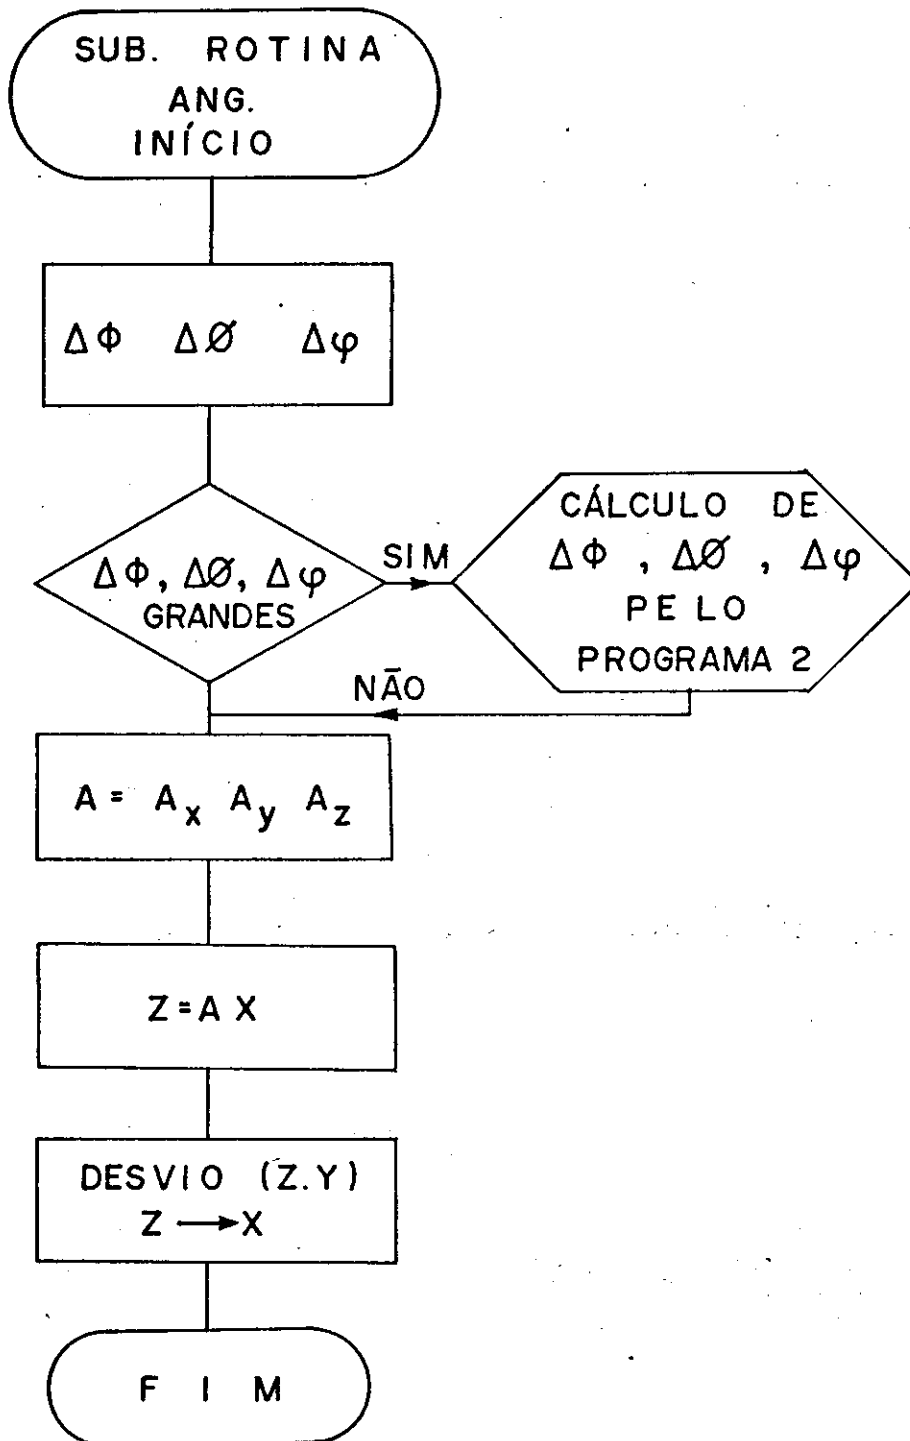 SUB. ROTINA
ANG.
INÍCIO
ΔΦ ΔØ Δφ
ΔΦ, ΔØ, Δφ
GRANDES
SIM
CÁLCULO DE
ΔΦ , ΔØ , Δφ
PELO
PROGRAMA 2
NÃO
A = Ax Ay Az
Z = A X
DESVIO (Z.Y)
Z → X
FIM